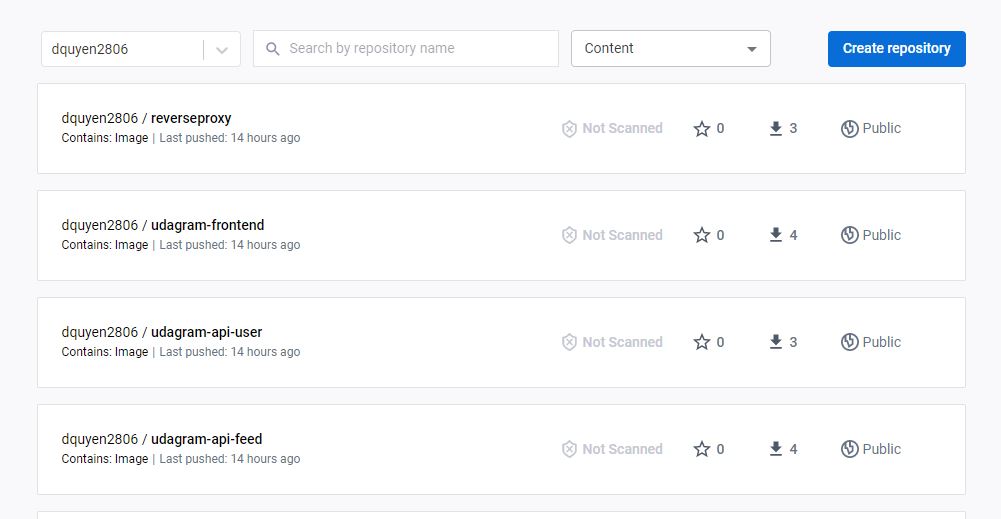 dquyen2806
Search by repository name
Content
Create repository
dquyen2806 / reverseproxy
Contains: Image | Last pushed: 14 hours ago
Not Scanned
0
3
Public
dquyen2806 / udagram-frontend
Contains: Image | Last pushed: 14 hours ago
Not Scanned
0
4
Public
dquyen2806 / udagram-api-user
Contains: Image | Last pushed: 14 hours ago
Not Scanned
0
3
Public
dquyen2806 / udagram-api-feed
Contains: Image | Last pushed: 14 hours ago
Not Scanned
0
4
Public